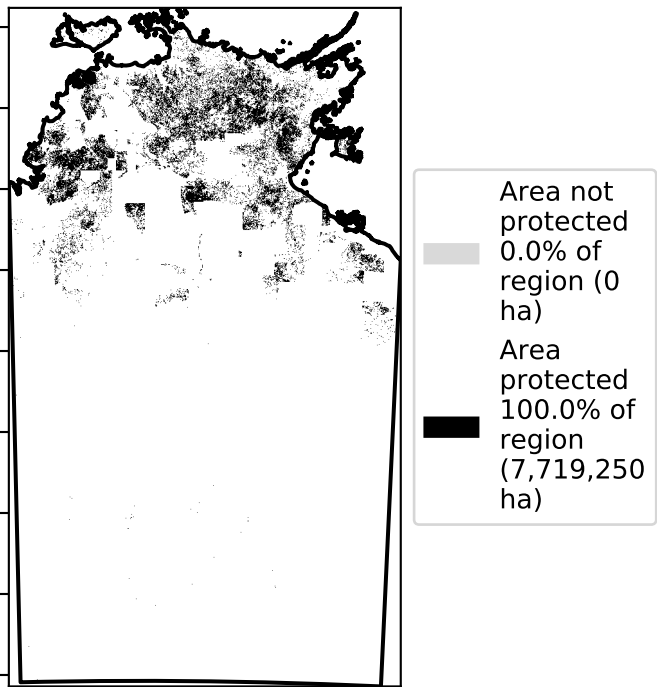 Area not
protected
0.0% of
region (0
ha)
Area
protected
100.0% of
region
(7,719,250
ha)